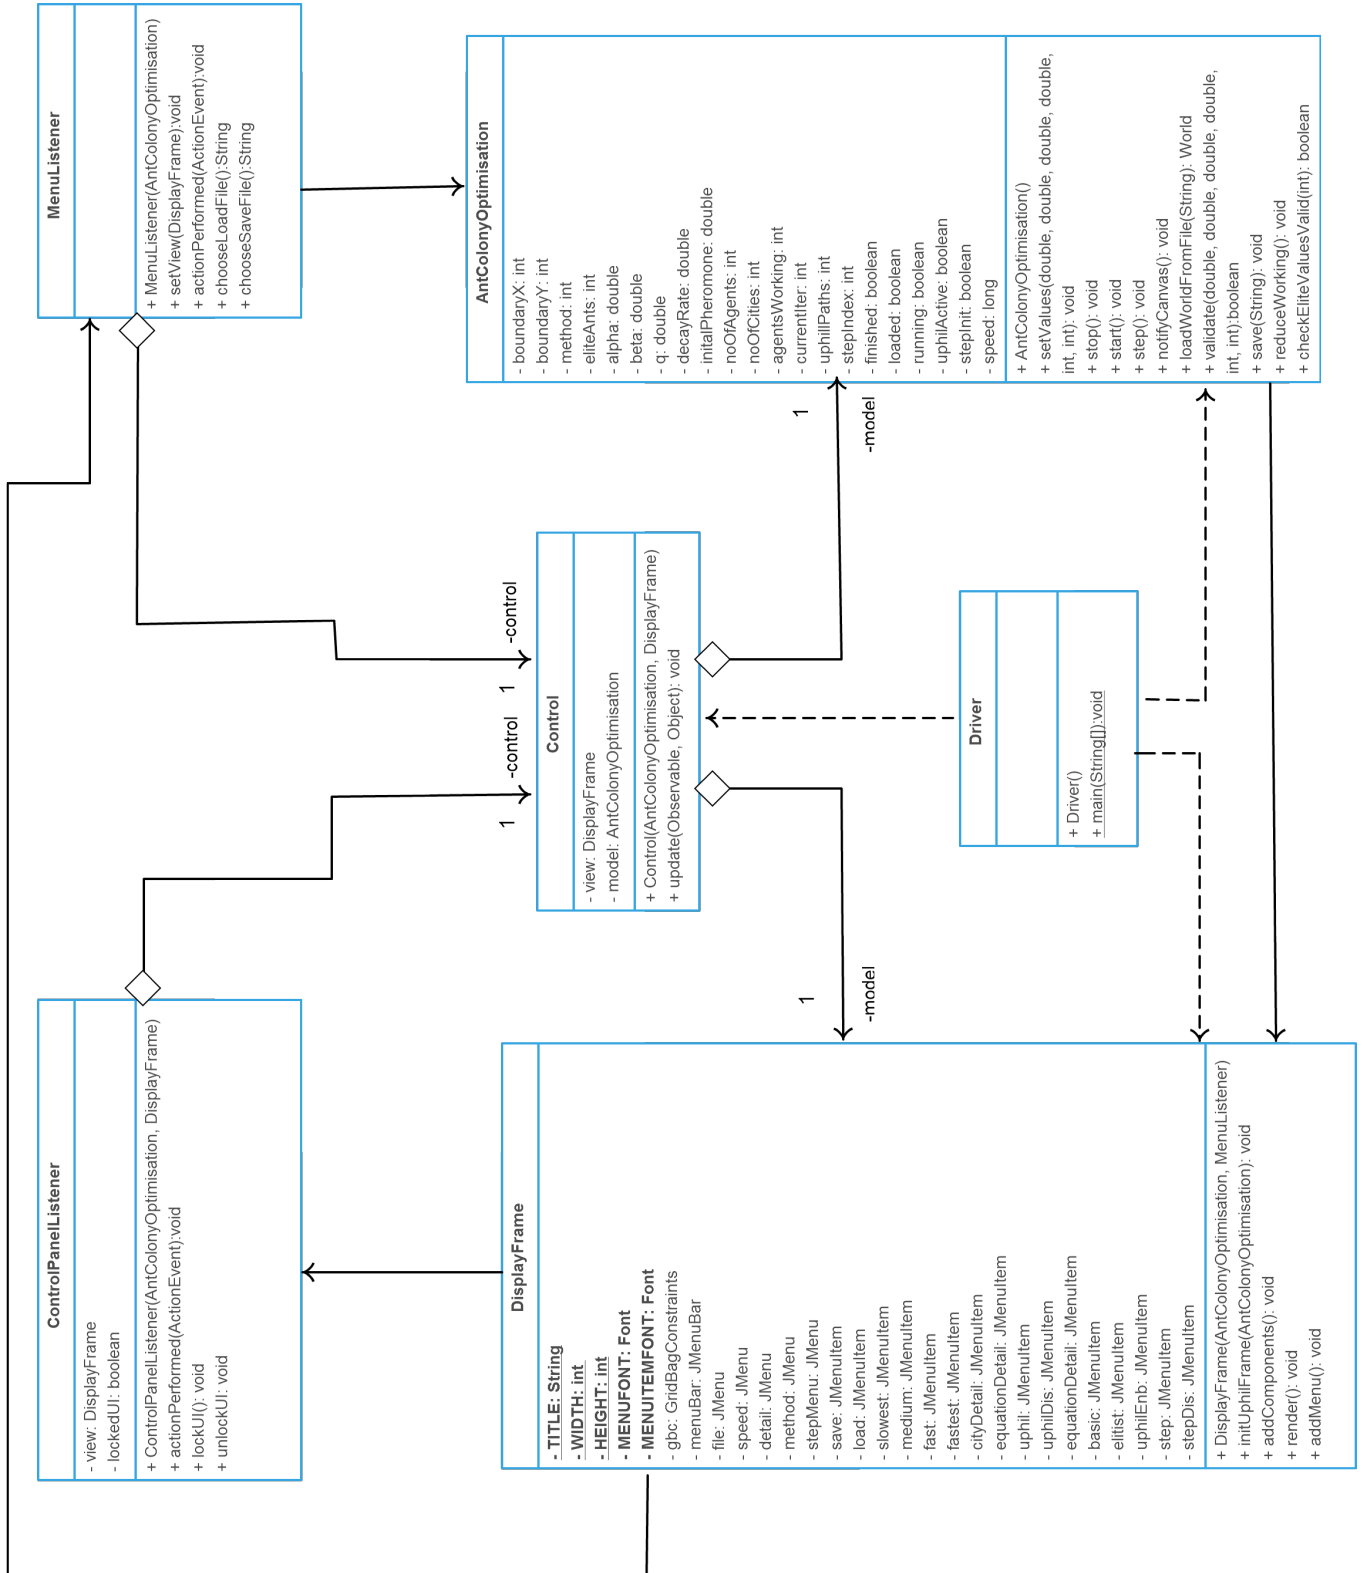 MenuListener
+ MenuListener(AntColonyOptimisation)
+ setView(DisplayFrame):void
+ actionPerformed(ActionEvent):void
+ chooseLoadFile():String
+ chooseSaveFile():String
AntColonyOptimisation
- boundaryX: int
- boundaryY: int
- method: int
- eliteAnts: int
- alpha: double
- beta: double
- q: double
- decayRate: double
- initalPheromone: double
- noOfAgents: int
- noOfCities: int
- agentsWorking: int
- currentIter: int
- uphillPaths: int
- stepIndex: int
- finished: boolean
- loaded: boolean
- running: boolean
- uphilActive: boolean
- stepInit: boolean
- speed: long
+ AntColonyOptimisation()
+ setValues(double, double, double, double,
int, int): void
+ stop(): void
+ start(): void
+ step(): void
+ notifyCanvas(): void
+ loadWorldFromFile(String): World
+ validate(double, double, double, double,
int, int):boolean
+ save(String): void
+ reduceWorking(): void
+ checkEliteValuesValid(int): boolean
1
-control
1
-control
1
-model
Control
- view: DisplayFrame
- model: AntColonyOptimisation
+ Control(AntColonyOptimisation, DisplayFrame)
+ update(Observable, Object): void
Driver
+ Driver()
+ main(String[]):void
1
-model
ControlPanelListener
- view: DisplayFrame
- lockedUI: boolean
+ ControlPanelListener(AntColonyOptimisation, DisplayFrame)
+ actionPerformed(ActionEvent):void
+ lockUI(): void
+ unlockUI: void
DisplayFrame
- TITLE: String
- WIDTH: int
- HEIGHT: int
- MENUFONT: Font
- MENUITEMFONT: Font
- gbc: GridBagConstraints
- menuBar: JMenuBar
- file: JMenu
- speed: JMenu
- detail: JMenu
- method: JMenu
- stepMenu: JMenu
- save: JMenuItem
- load: JMenuItem
- slowest: JMenuItem
- medium: JMenuItem
- fast: JMenuItem
- fastest: JMenuItem
- cityDetail: JMenuItem
- equationDetail: JMenuItem
- uphil: JMenuItem
- uphilDis: JMenuItem
- equationDetail: JMenuItem
- basic: JMenuItem
- elitist: JMenuItem
- uphilEnb: JMenuItem
- step: JMenuItem
- stepDis: JMenuItem
+ DisplayFrame(AntColonyOptimisation, MenuListener)
+ initUphilFrame(AntColonyOptimisation): void
+ addComponents(): void
+ render(): void
+ addMenu(): void